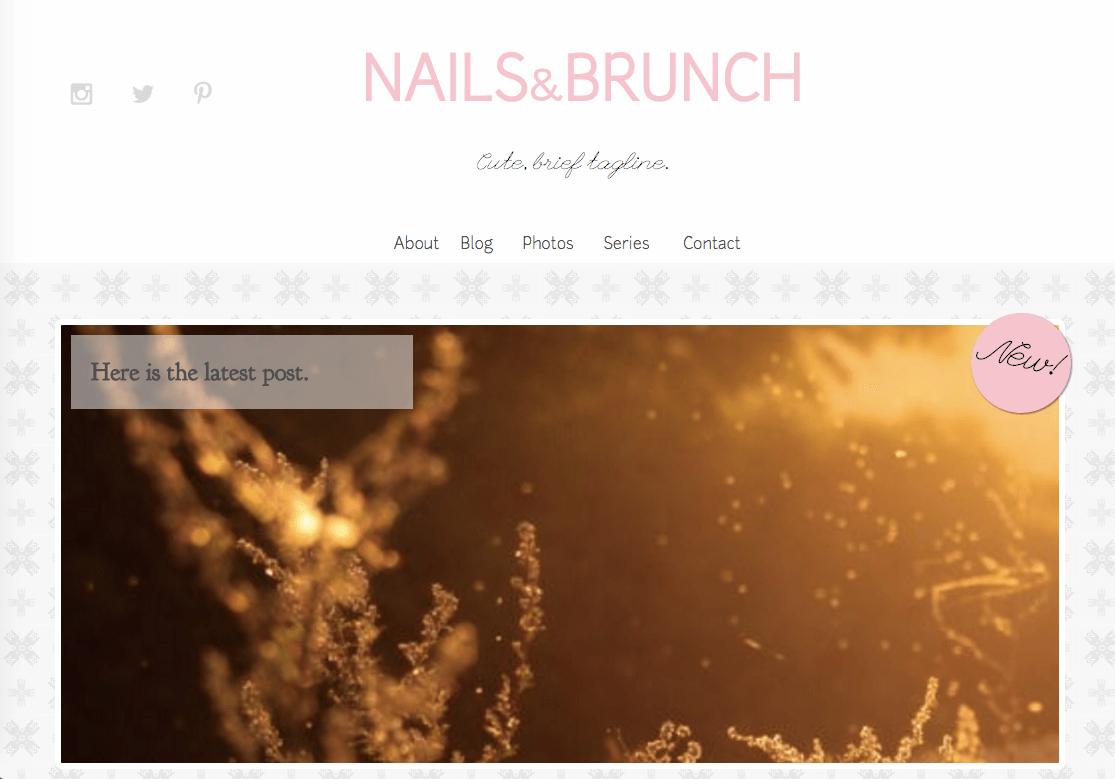 NAILS&BRUNCH
Cute, brief tagline.
About Blog Photos Series Contact
Here is the latest post.
New!